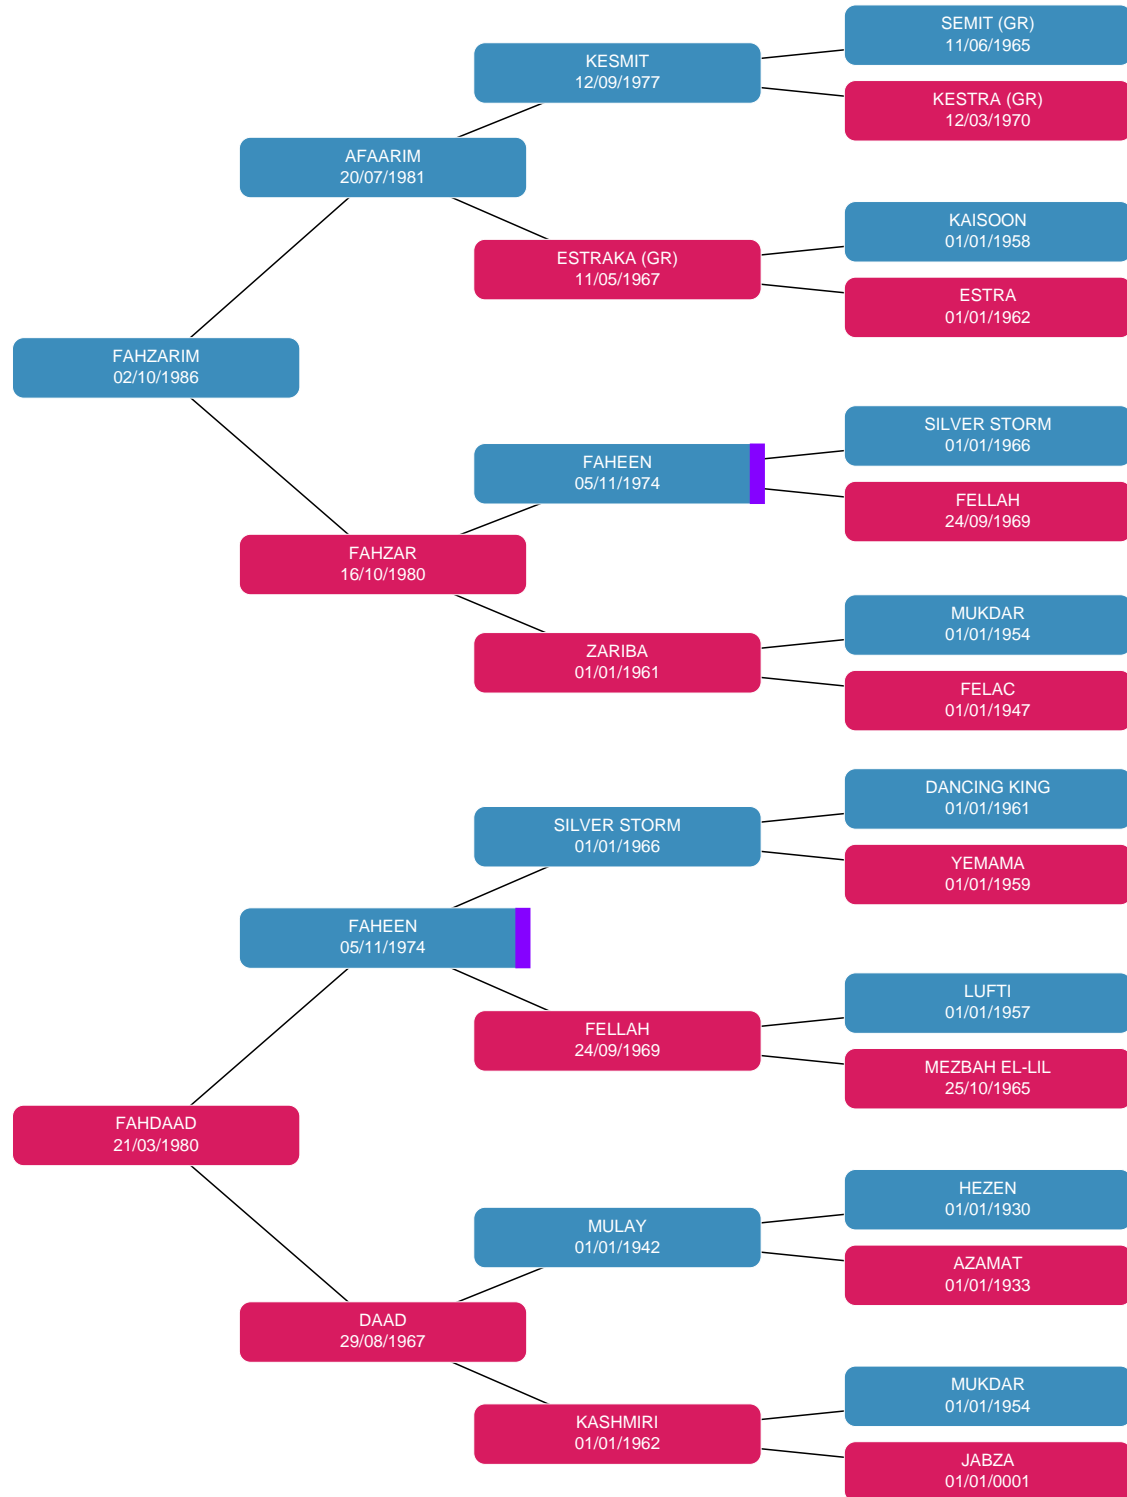 SEMIT (GR)
11/06/1965
KESMIT
12/09/1977
KESTRA (GR)
12/03/1970
AFAARIM
20/07/1981
KAISOON
01/01/1958
ESTRAKA (GR)
11/05/1967
ESTRA
01/01/1962
FAHZARIM
02/10/1986
SILVER STORM
01/01/1966
FAHEEN
05/11/1974
FELLAH
24/09/1969
FAHZAR
16/10/1980
MUKDAR
01/01/1954
ZARIBA
01/01/1961
FELAC
01/01/1947
DANCING KING
01/01/1961
SILVER STORM
01/01/1966
YEMAMA
01/01/1959
FAHEEN
05/11/1974
LUFTI
01/01/1957
FELLAH
24/09/1969
MEZBAH EL-LIL
25/10/1965
FAHDAAD
21/03/1980
HEZEN
01/01/1930
MULAY
01/01/1942
AZAMAT
01/01/1933
DAAD
29/08/1967
MUKDAR
01/01/1954
KASHMIRI
01/01/1962
JABZA
01/01/0001